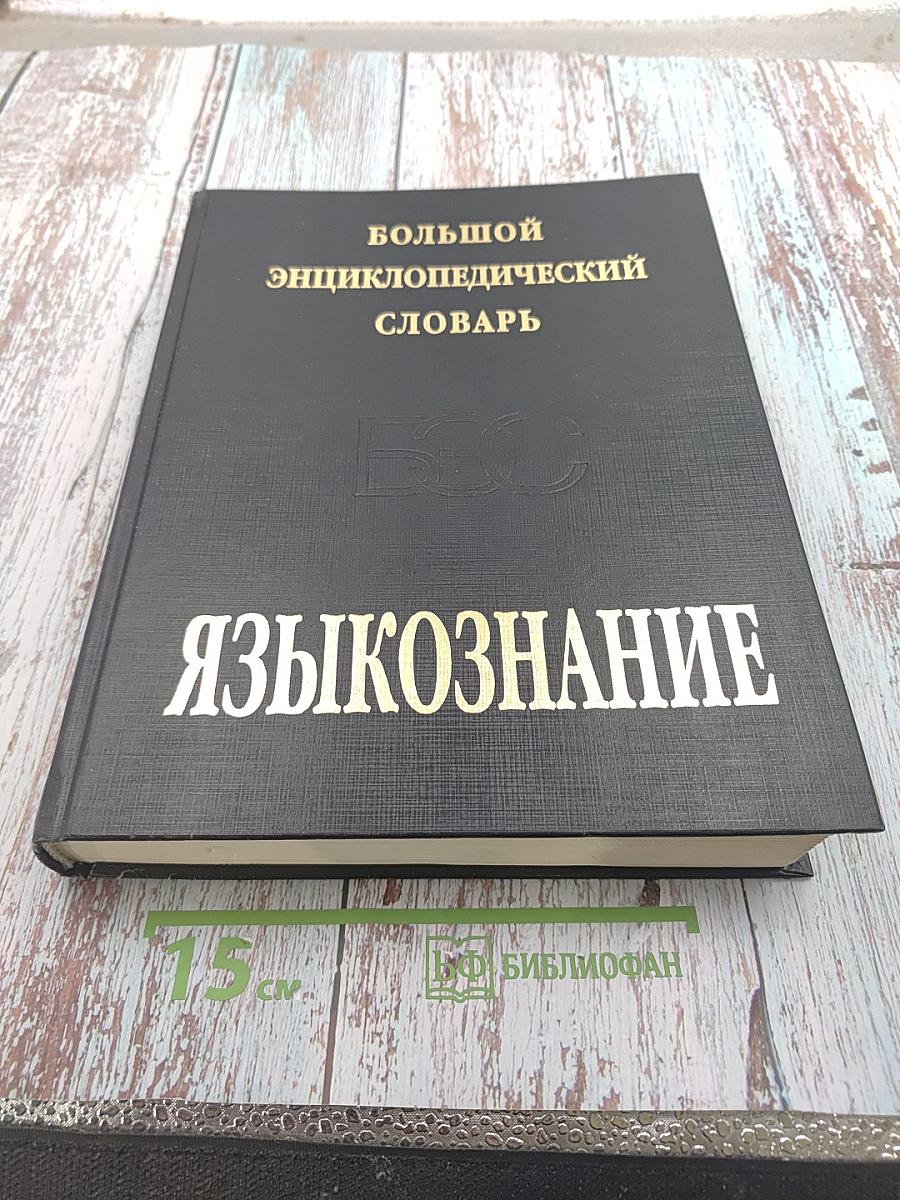 БОЛЬШОЙ
ЭНЦИКЛОПЕДИЧЕСКИЙ
СЛОВАРЬ
БЭС
ЯЗЫКОЗНАНИЕ
15 см
БФ БИБЛИОФАН